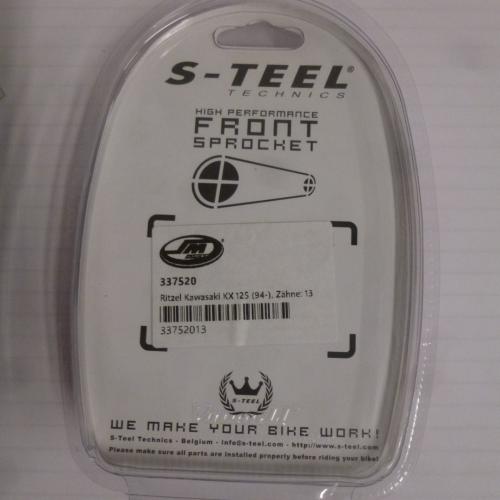 S-TEEL®
TECHNICS
HIGH PERFORMANCE
FRONT
SPROCKET
337520
Ritzel Kawasaki KX 125 (94-), Zähne: 13
33752013
S-TEEL
WE MAKE YOUR BIKE WORK!
S-Teel Technics - Belgium - Info@s-teel.com - http://www.s-teel.com
Please make sure all parts are installed properly before riding your bike!